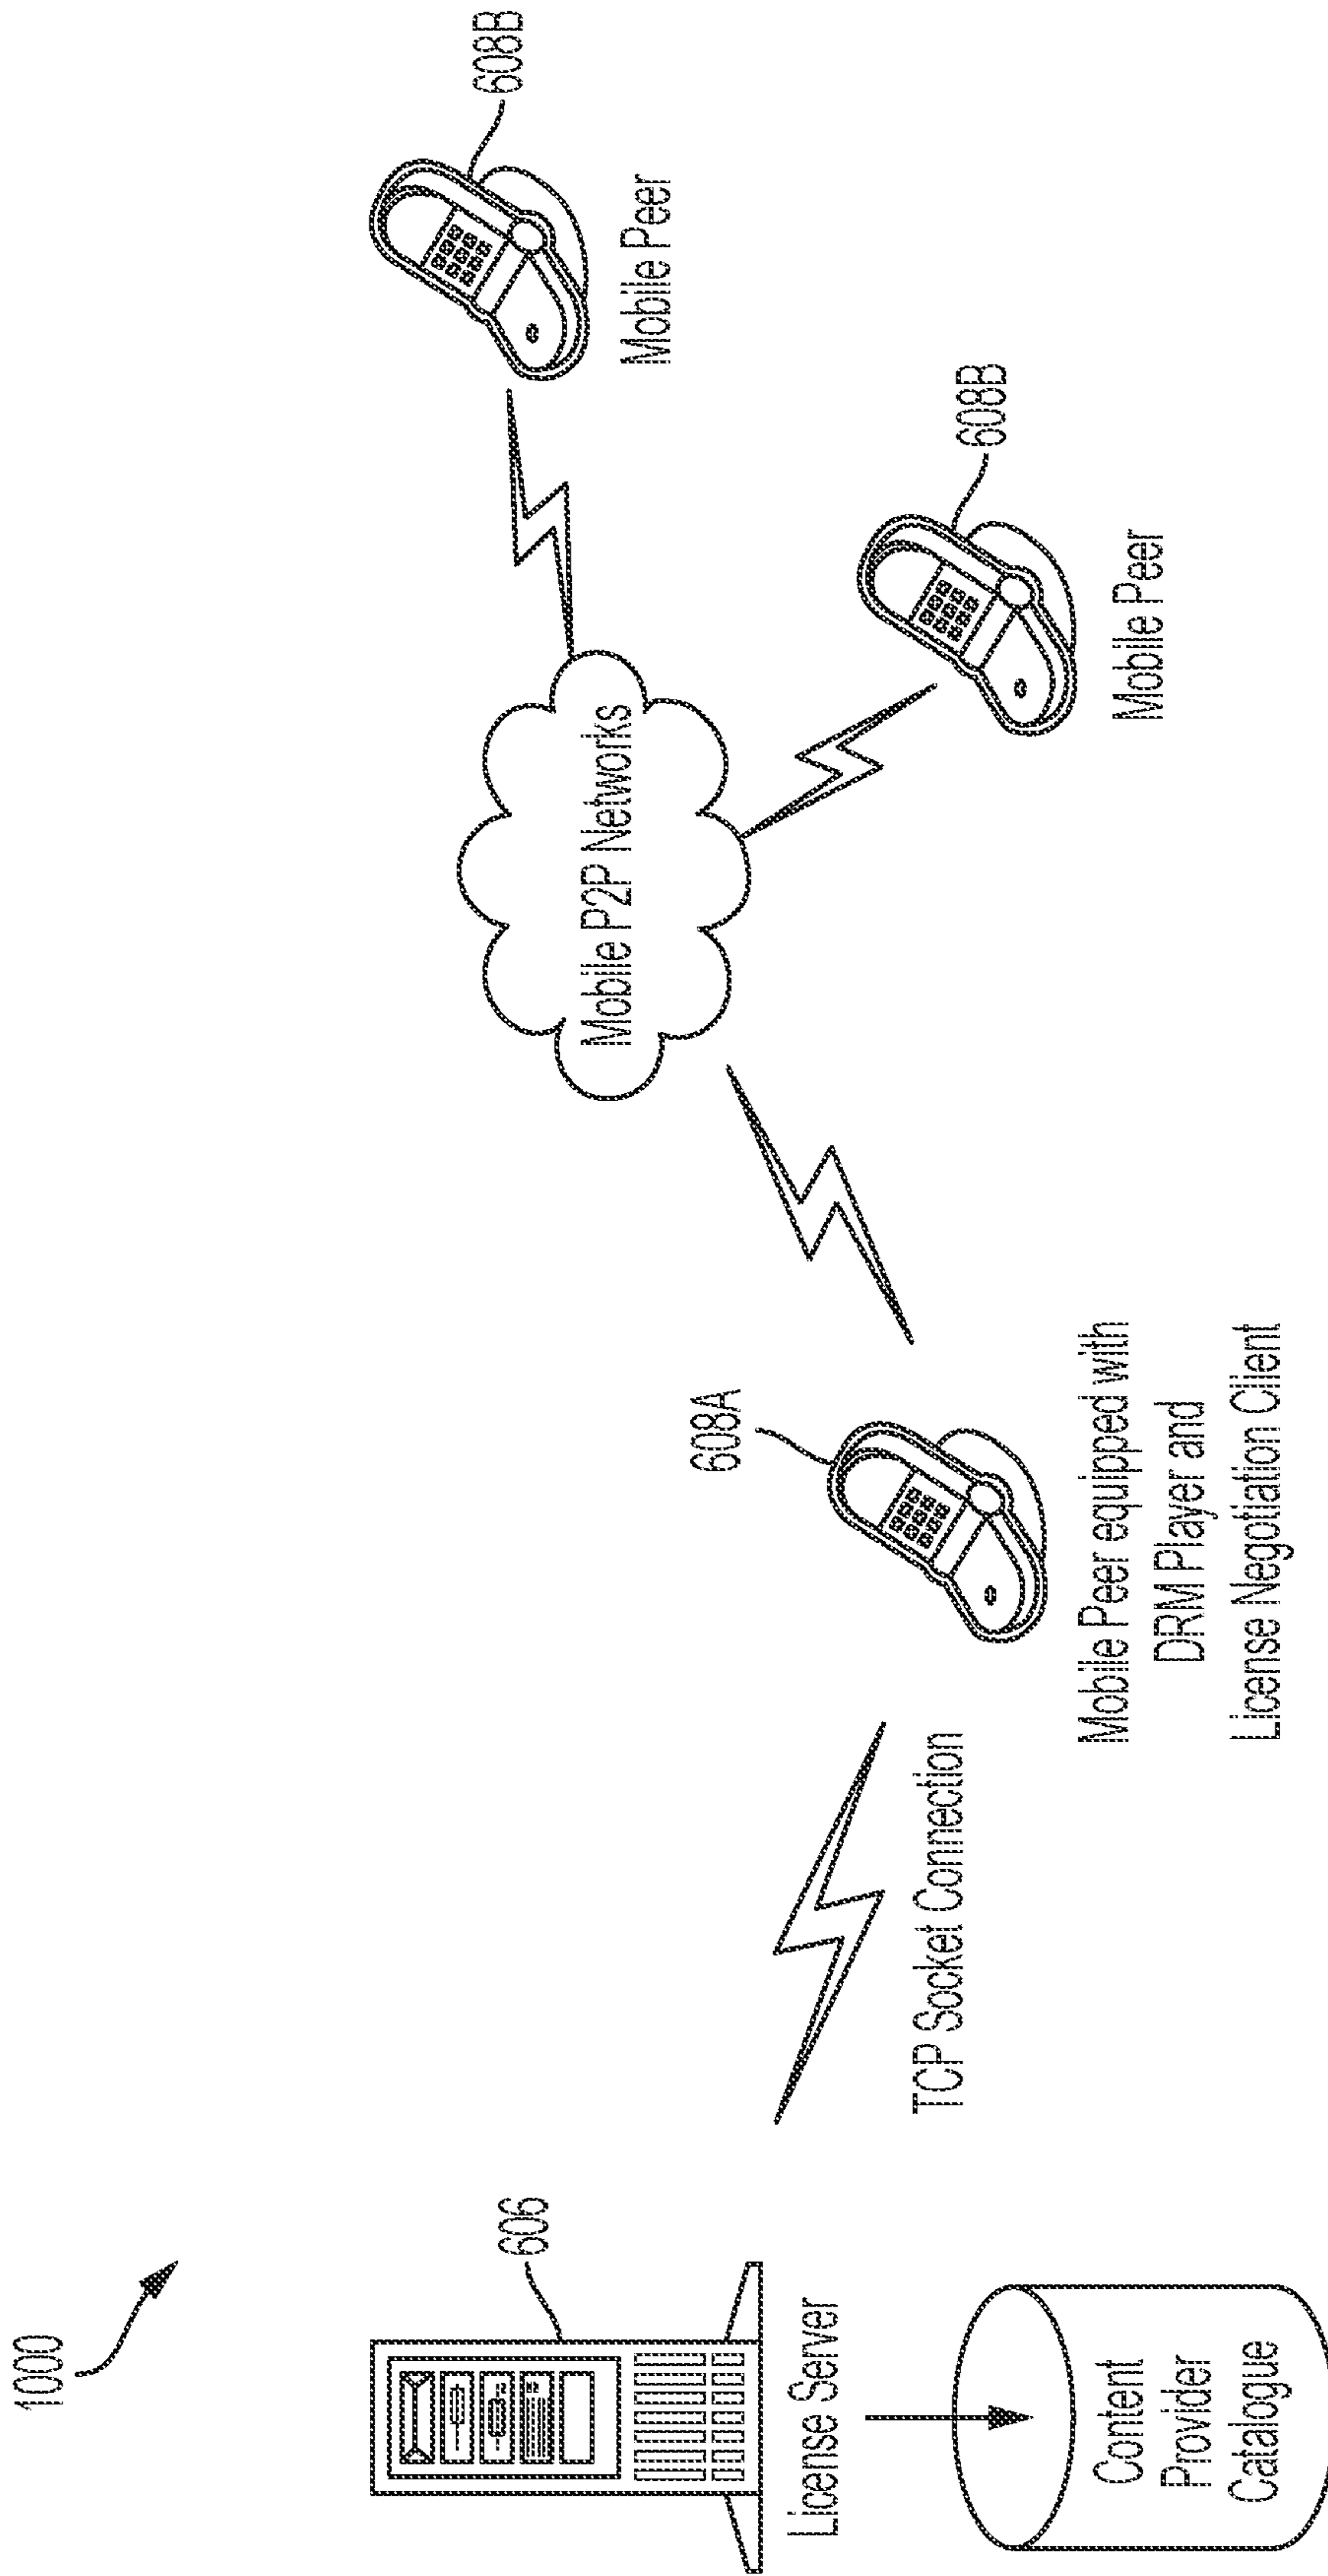 1000
606
License Server
Content
Provider
Catalogue
TCP Socket Connection
608A
Mobile Peer equipped with
DRM Player and
License Negotiation Client
Mobile P2P Networks
608B
Mobile Peer
608B
Mobile Peer